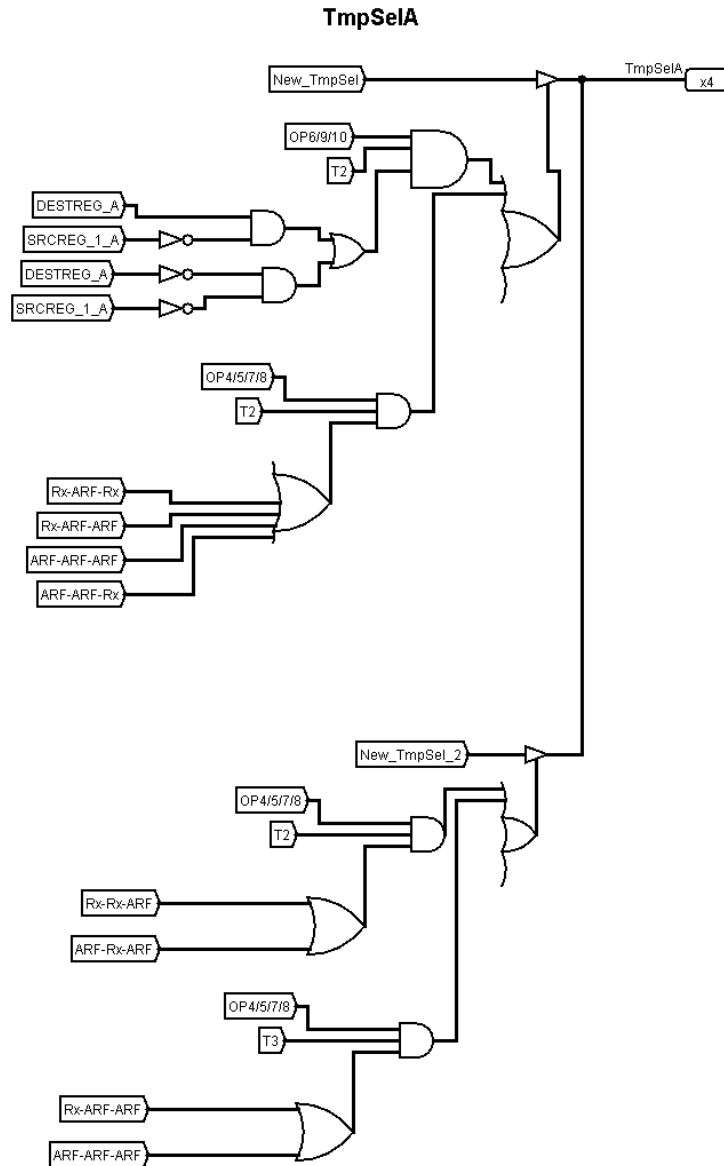 TmpSelA
New_TmpSel
TmpSelA
x4
OP6/9/10
T2
DESTREG_A
SRCREG_1_A
DESTREG_A
SRCREG_1_A
OP4/5/7/8
T2
Rx-ARF-Rx
Rx-ARF-ARF
ARF-ARF-ARF
ARF-ARF-Rx
New_TmpSel_2
OP4/5/7/8
T2
Rx-Rx-ARF
ARF-Rx-ARF
OP4/5/7/8
T3
Rx-ARF-ARF
ARF-ARF-ARF